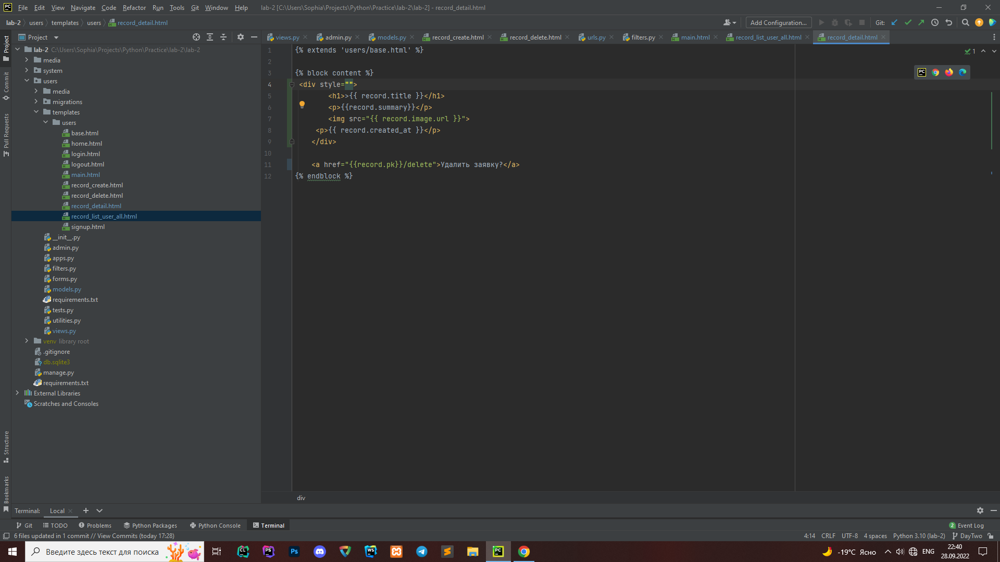 File Edit View Navigate Code Refactor Run Tools Git Window Help lab-2 [C:\Users\Sophia\Projects\Python\Practice\lab-2\lab-2] - record_detail.html
lab-2 users templates users record_detail.html Add Configuration... Git:
Project views.py admin.py models.py record_create.html record_delete.html urls.py filters.py main.html record_list_user_all.html record_detail.html
lab-2 C:\Users\Sophia\Projects\Python\Practice\lab-2\lab-2
media
system
users
media
migrations
templates
users
base.html
home.html
login.html
logout.html
main.html
record_create.html
record_delete.html
record_detail.html
record_list_user_all.html
signup.html
__init__.py
admin.py
apps.py
filters.py
forms.py
models.py
requirements.txt
tests.py
utilities.py
views.py
venv library root
.gitignore
db.sqlite3
manage.py
requirements.txt
External Libraries
Scratches and Consoles
Project
Commit
Pull Requests
Structure
Bookmarks
1 {% extends 'users/base.html' %}
2
3 {% block content %}
4 <div style="">
5 <h1>>{{ record.title }}</h1>
6 <p>{{record.summary}}</p>
7 <img src="{{ record.image.url }}">
8 <p>{{ record.created_at }}</p>
9 </div>
10
11 <a href="{{record.pk}}/delete">Удалить заявку?</a>
12 {% endblock %}
1
div
Terminal: Local
Git TODO Problems Python Packages Python Console Terminal 2 Event Log
6 files updated in 1 commit // View Commits (today 17:28) 4:14 CRLF UTF-8 4 spaces Python 3.10 (lab-2) DayTwo
Введите здесь текст для поиска -19°C Ясно ENG 22:40
28.09.2022